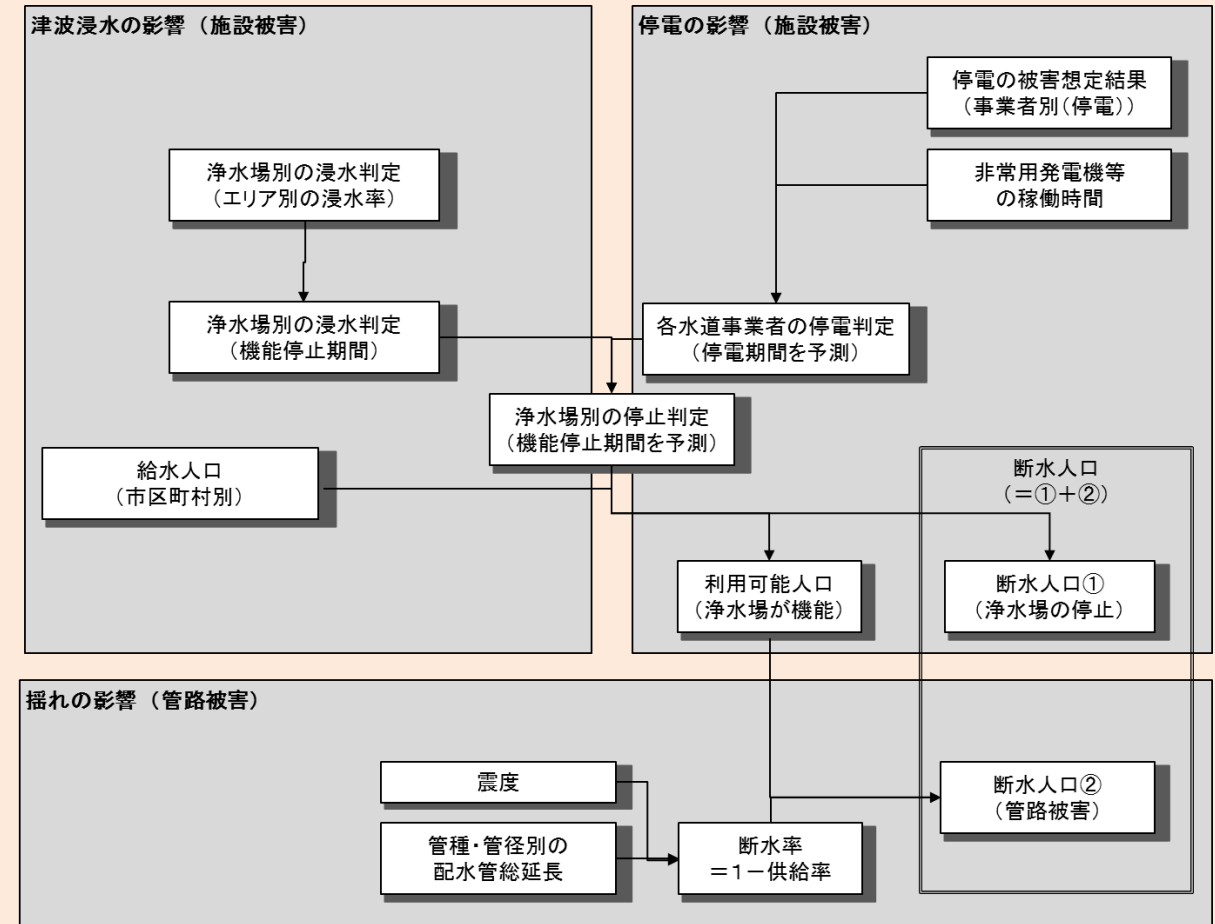 津波浸水の影響（施設被害）
浄水場別の浸水判定
（エリア別の浸水率）
浄水場別の浸水判定
（機能停止期間）
給水人口
（市区町村別）
停電の影響（施設被害）
停電の被害想定結果
（事業者別（停電））
非常用発電機等
の稼働時間
各水道事業者の停電判定
（停電期間を予測）
浄水場別の停止判定
（機能停止期間を予測）
断水人口
（＝①＋②）
利用可能人口
（浄水場が機能）
断水人口①
（浄水場の停止）
揺れの影響（管路被害）
震度
管種・管径別の
配水管総延長
断水率
＝１－供給率
断水人口②
（管路被害）